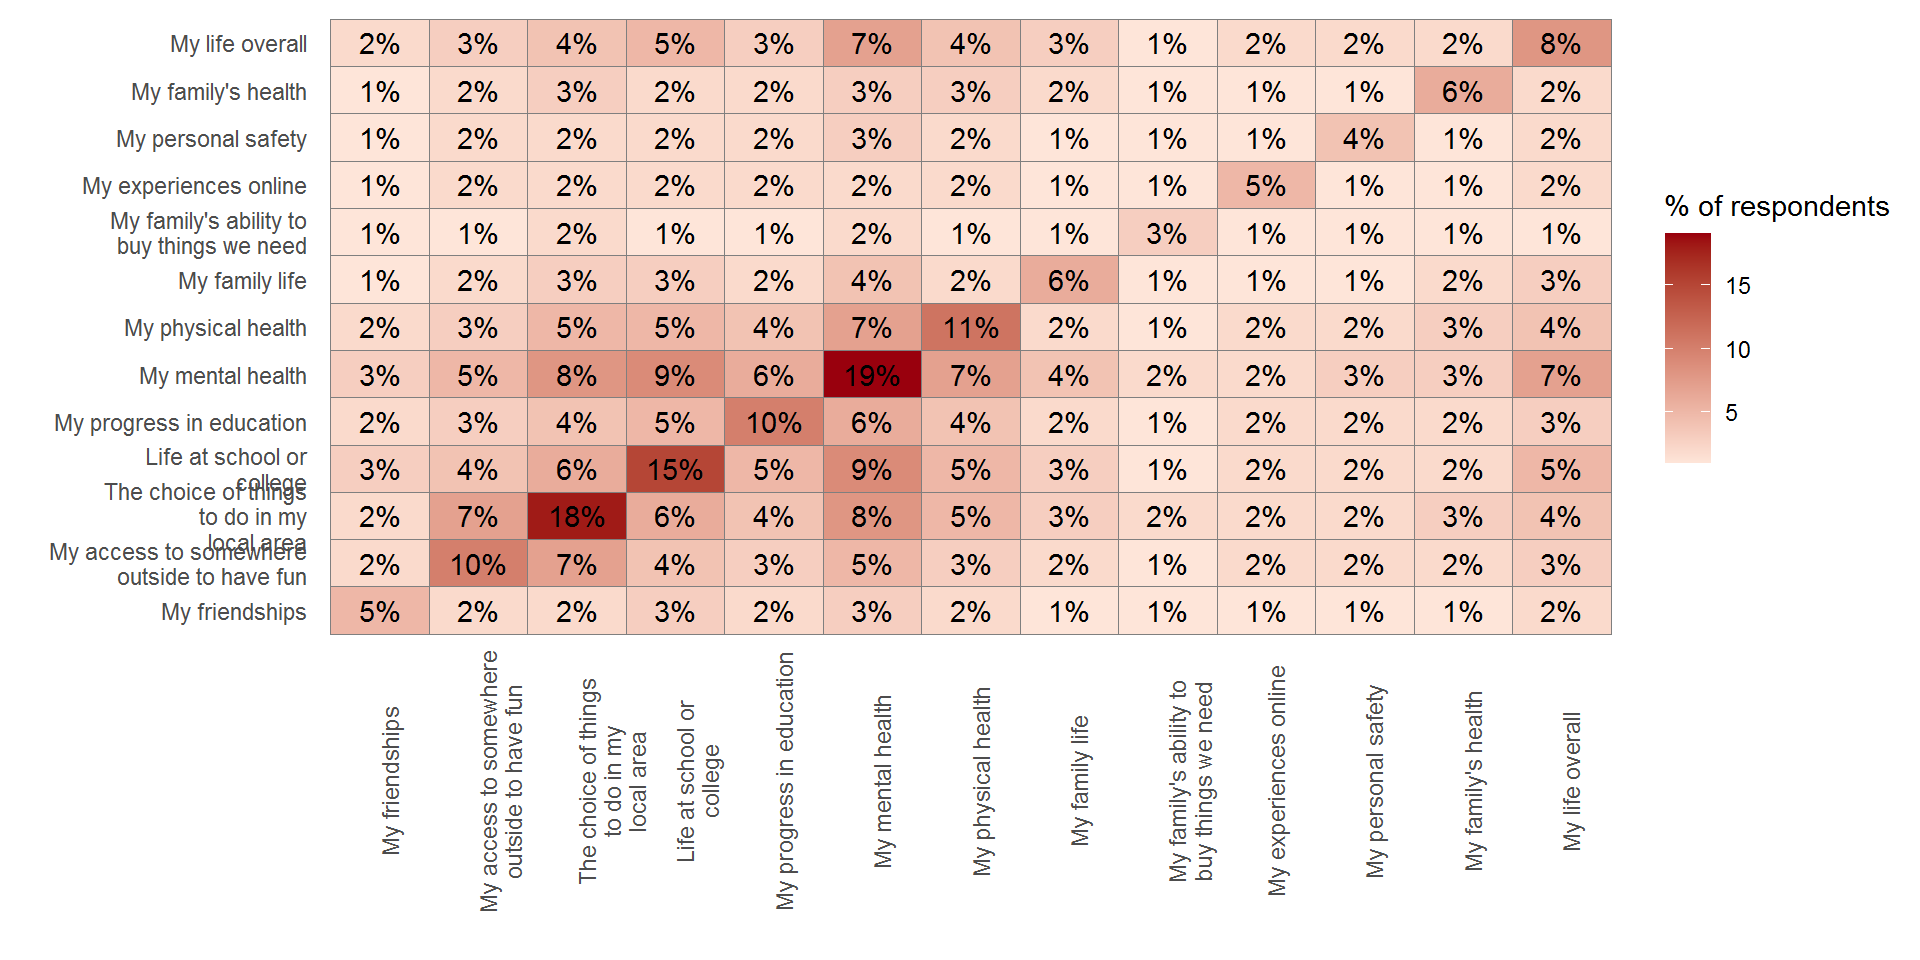 My life overall 2% 3% 4% 5% 3% 7% 4% 3% 1% 2% 2% 2% 8%
My family's health 1% 2% 3% 2% 2% 3% 3% 2% 1% 1% 1% 6% 2%
My personal safety 1% 2% 2% 2% 2% 3% 2% 1% 1% 1% 4% 1% 2%
My experiences online 1% 2% 2% 2% 2% 2% 2% 1% 1% 5% 1% 1% 2%
My family's ability to
buy things we need 1% 1% 2% 1% 1% 2% 1% 1% 3% 1% 1% 1% 1%
My family life 1% 2% 3% 3% 2% 4% 2% 6% 1% 1% 1% 2% 3%
My physical health 2% 3% 5% 5% 4% 7% 11% 2% 1% 2% 2% 3% 4%
My mental health 3% 5% 8% 9% 6% 19% 7% 4% 2% 2% 3% 3% 7%
My progress in education 2% 3% 4% 5% 10% 6% 4% 2% 1% 2% 2% 2% 3%
Life at school or
college 3% 4% 6% 15% 5% 9% 5% 3% 1% 2% 2% 2% 5%
The choice of things
to do in my
local area 2% 7% 18% 6% 4% 8% 5% 3% 2% 2% 2% 3% 4%
My access to somewhere
outside to have fun 2% 10% 7% 4% 3% 5% 3% 2% 1% 2% 2% 2% 3%
My friendships 5% 2% 2% 3% 2% 3% 2% 1% 1% 1% 1% 1% 2%
My friendships
My access to somewhere
outside to have fun
The choice of things
to do in my
local area
Life at school or
college
My progress in education
My mental health
My physical health
My family life
My family's ability to
buy things we need
My experiences online
My personal safety
My family's health
My life overall
% of respondents
15
10
5